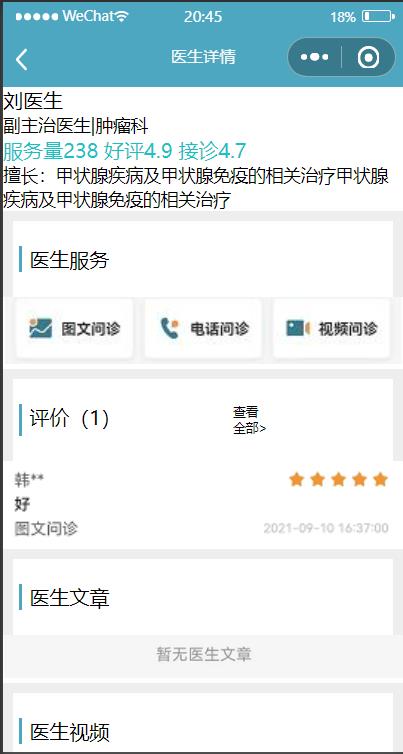 WeChat 20:45 18%
医生详情
刘医生
副主治医生|肿瘤科
服务量238 好评4.9 接诊4.7
擅长：甲状腺疾病及甲状腺免疫的相关治疗甲状腺
疾病及甲状腺免疫的相关治疗
医生服务
图文问诊 电话问诊 视频问诊
评价（1） 查看
全部>
韩**
好
图文问诊 2021-09-10 16:37:00
医生文章
暂无医生文章
医生视频